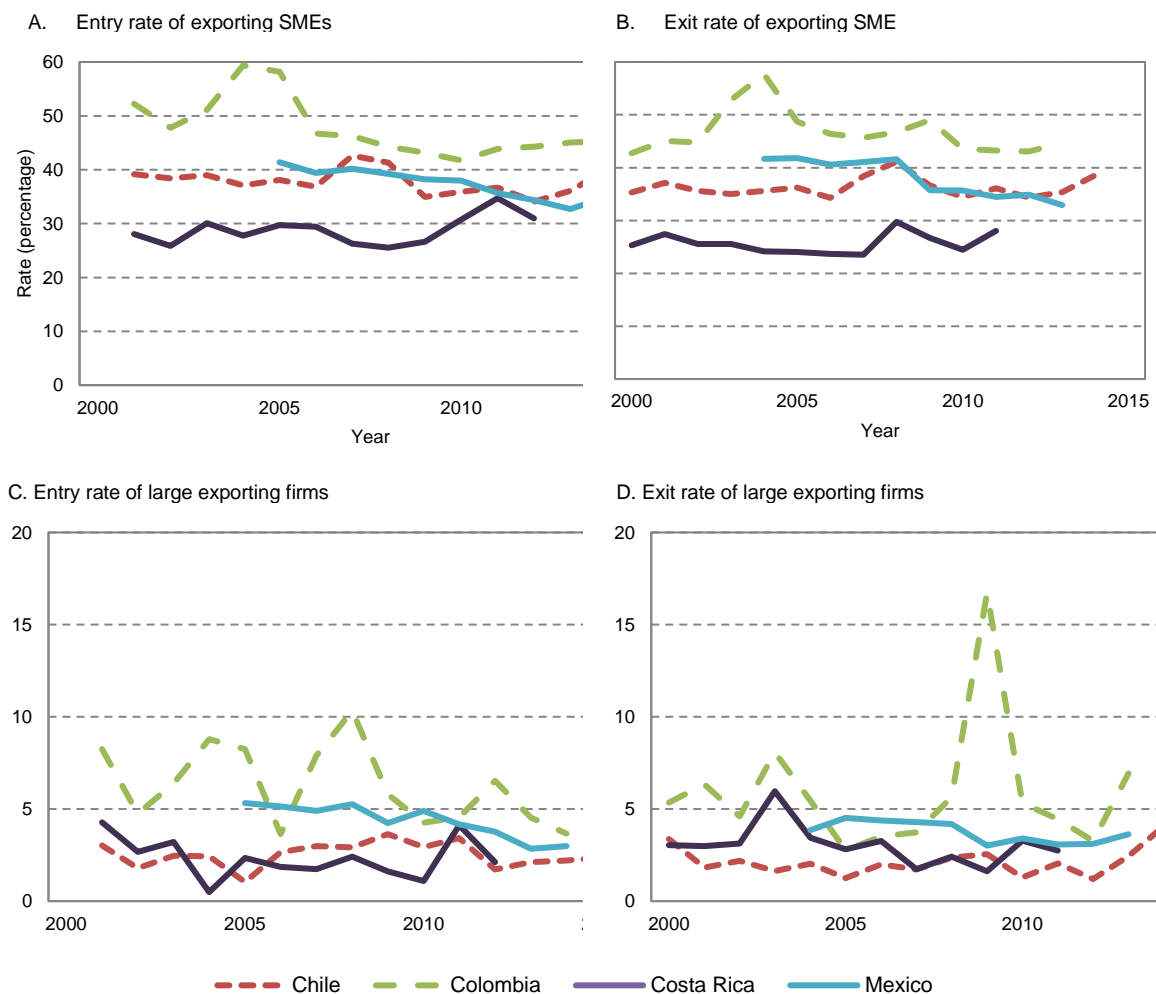 A. Entry rate of exporting SMEs
B. Exit rate of exporting SME
Rate (percentage)
60
50
40
30
20
10
0
2000 2005 2010
Year
2000 2005 2010 2015
Year
C. Entry rate of large exporting firms
D. Exit rate of large exporting firms
20
15
10
5
0
2000 2005 2010
20
15
10
5
0
2000 2005 2010
Chile Colombia Costa Rica Mexico